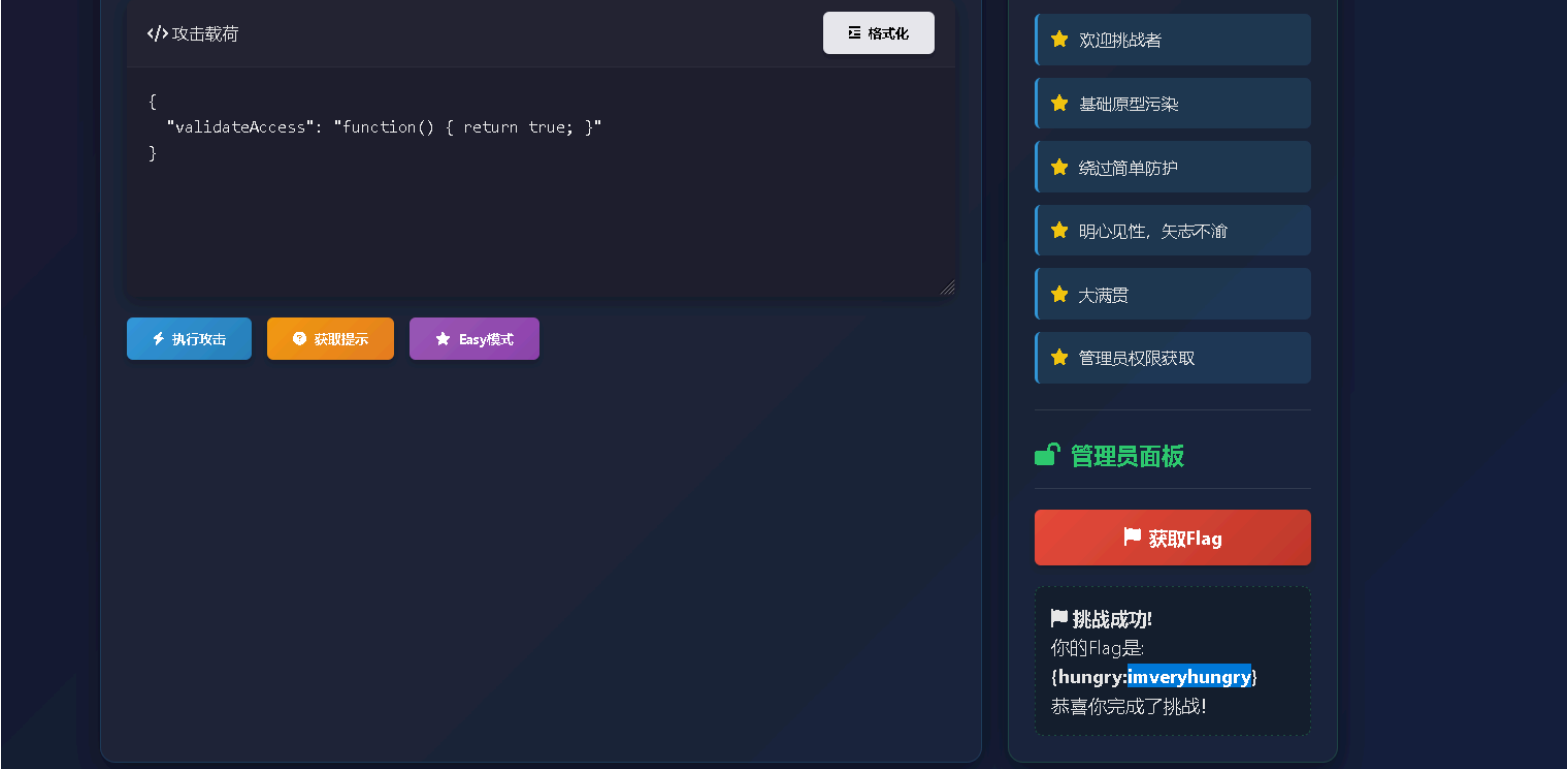 </> 攻击载荷
格式化
{
"validateAccess": "function() { return true; }"
}
执行攻击
获取提示
Easy模式
欢迎挑战者
基础原型污染
绕过简单防护
明心见性，矢志不渝
大满贯
管理员权限获取
管理员面板
获取Flag
挑战成功!
你的Flag是:
{hungry:imveryhungry}
恭喜你完成了挑战!